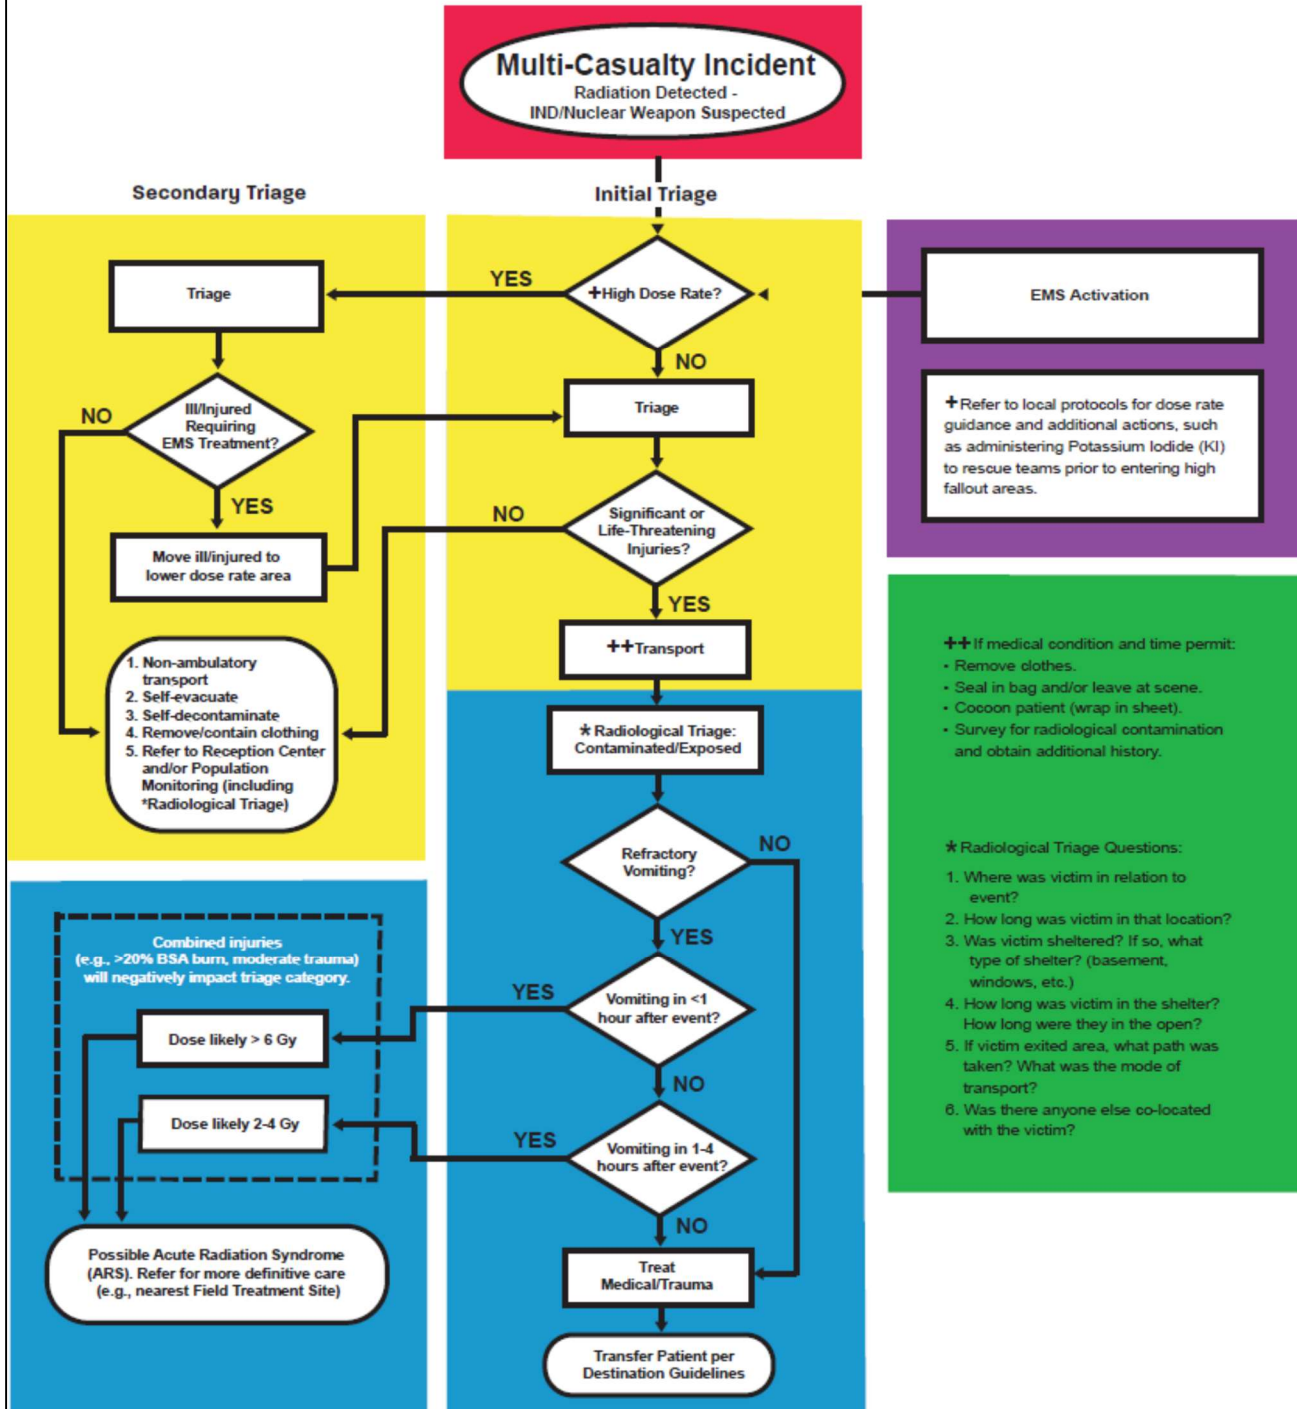 Multi-Casualty Incident
Radiation Detected -
IND/Nuclear Weapon Suspected
Secondary Triage
Initial Triage
Triage
YES
+High Dose Rate?
EMS Activation
NO
Ill/Injured
Requiring
EMS Treatment?
NO
YES
Move ill/injured to
lower dose rate area
Triage
+Refer to local protocols for dose rate
guidance and additional actions, such
as administering Potassium Iodide (KI)
to rescue teams prior to entering high
fallout areas.
NO
Significant or
Life-Threatening
Injuries?
YES
++Transport
1. Non-ambulatory
transport
2. Self-evacuate
3. Self-decontaminate
4. Remove/contain clothing
5. Refer to Reception Center
and/or Population
Monitoring (including
*Radiological Triage)
++If medical condition and time permit:
• Remove clothes.
• Seal in bag and/or leave at scene.
• Cocoon patient (wrap in sheet).
• Survey for radiological contamination
and obtain additional history.
* Radiological Triage:
Contaminated/Exposed
Refractory
Vomiting?
NO
YES
* Radiological Triage Questions:
1. Where was victim in relation to
event?
2. How long was victim in that location?
3. Was victim sheltered? If so, what
type of shelter? (basement,
windows, etc.)
4. How long was victim in the shelter?
How long were they in the open?
5. If victim exited area, what path was
taken? What was the mode of
transport?
6. Was there anyone else co-located
with the victim?
Combined injuries
(e.g., >20% BSA burn, moderate trauma)
will negatively impact triage category.
YES
Vomiting in <1
hour after event?
Dose likely > 6 Gy
NO
Dose likely 2-4 Gy
YES
Vomiting in 1-4
hours after event?
NO
Possible Acute Radiation Syndrome
(ARS). Refer for more definitive care
(e.g., nearest Field Treatment Site)
Treat
Medical/Trauma
Transfer Patient per
Destination Guidelines